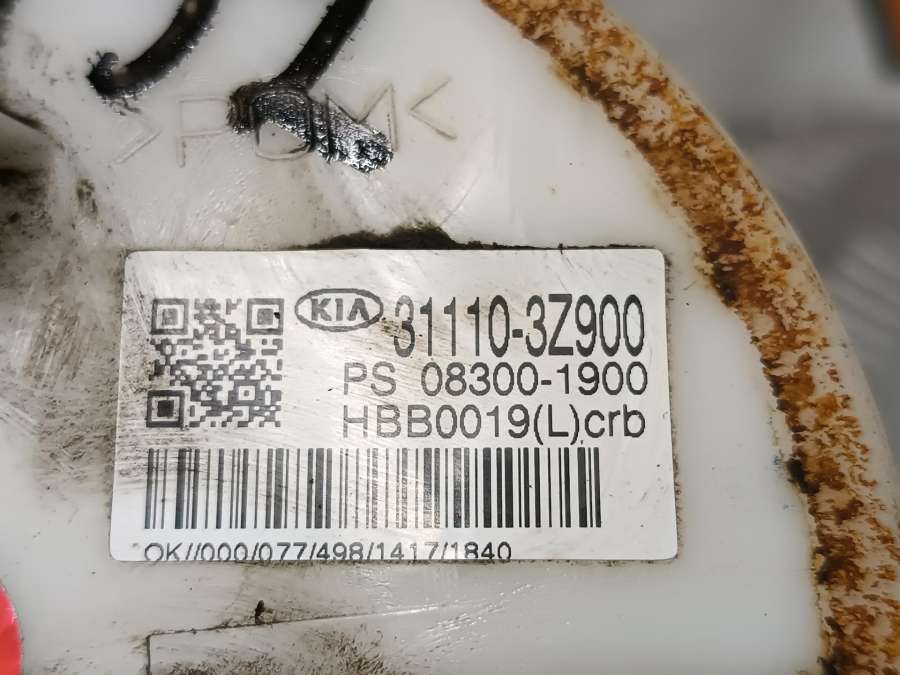 >POM<
KIA 31110-3Z900
PS 08300-1900
HBB0019(L)crb
OK//000/077/498/1417/1840